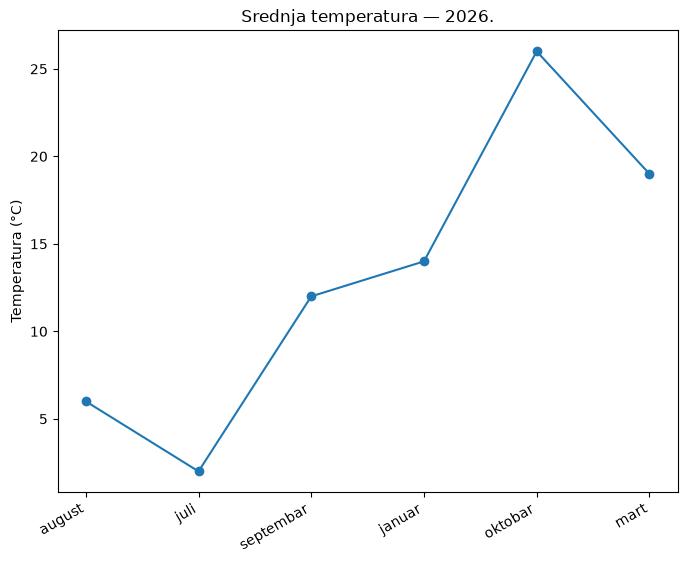 Srednja temperatura — 2026.
Temperatura (°C)
25
20
15
10
5
august
juli
septembar
januar
oktobar
mart